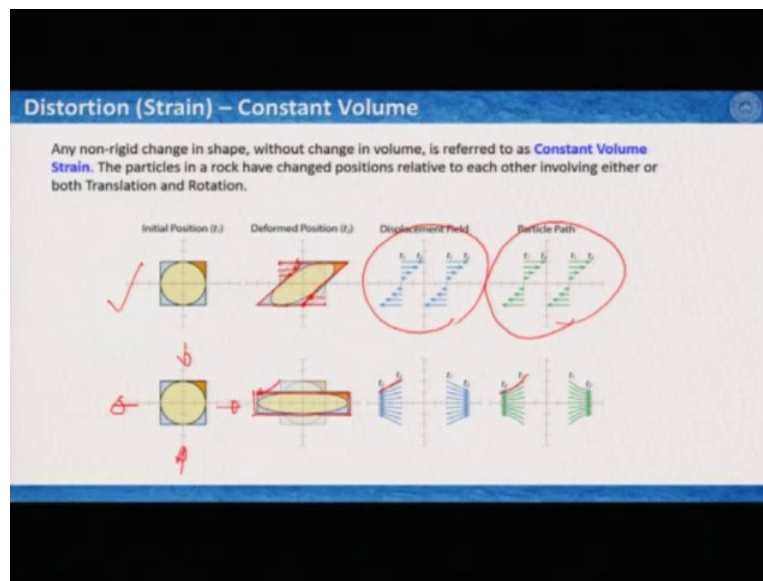 Distortion (Strain) – Constant Volume
Any non-rigid change in shape, without change in volume, is referred to as Constant Volume
Strain. The particles in a rock have changed positions relative to each other involving either or
both Translation and Rotation.
Initial Position (t₁) Deformed Position (t₂) Displacement Field Particle Path